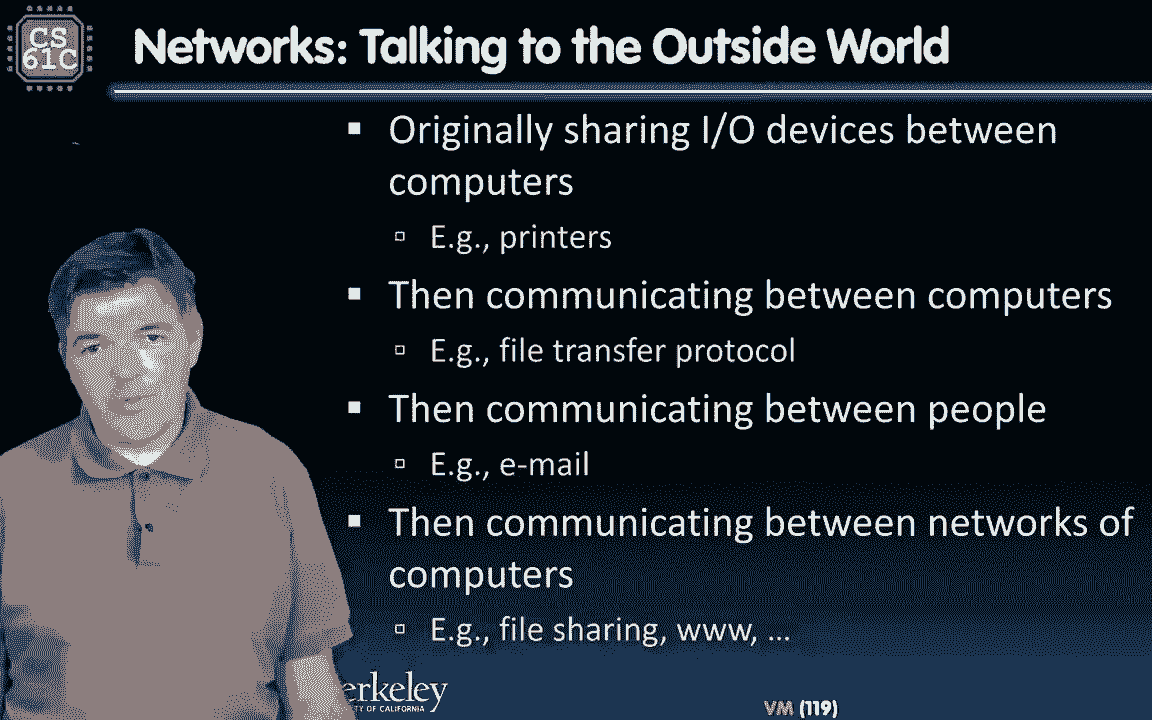 CS
61C
Networks: Talking to the Outside World
▪ Originally sharing I/O devices between
computers
▫ E.g., printers
▪ Then communicating between computers
▫ E.g., file transfer protocol
▪ Then communicating between people
▫ E.g., e-mail
▪ Then communicating between networks of
computers
▫ E.g., file sharing, www, ...
erkeley
TY OF CALIFORNIA
VM (119)